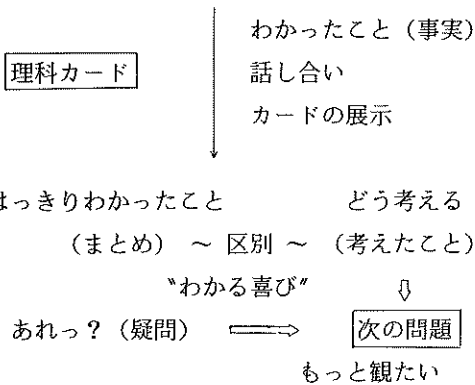 わかったこと（事実）
理科カード
話し合い
カードの展示
はっきりわかったこと　どう考える
（まとめ）～ 区別 ～（考えたこと）
〝わかる喜び〟
あれっ？（疑問）
次の問題
もっと観たい